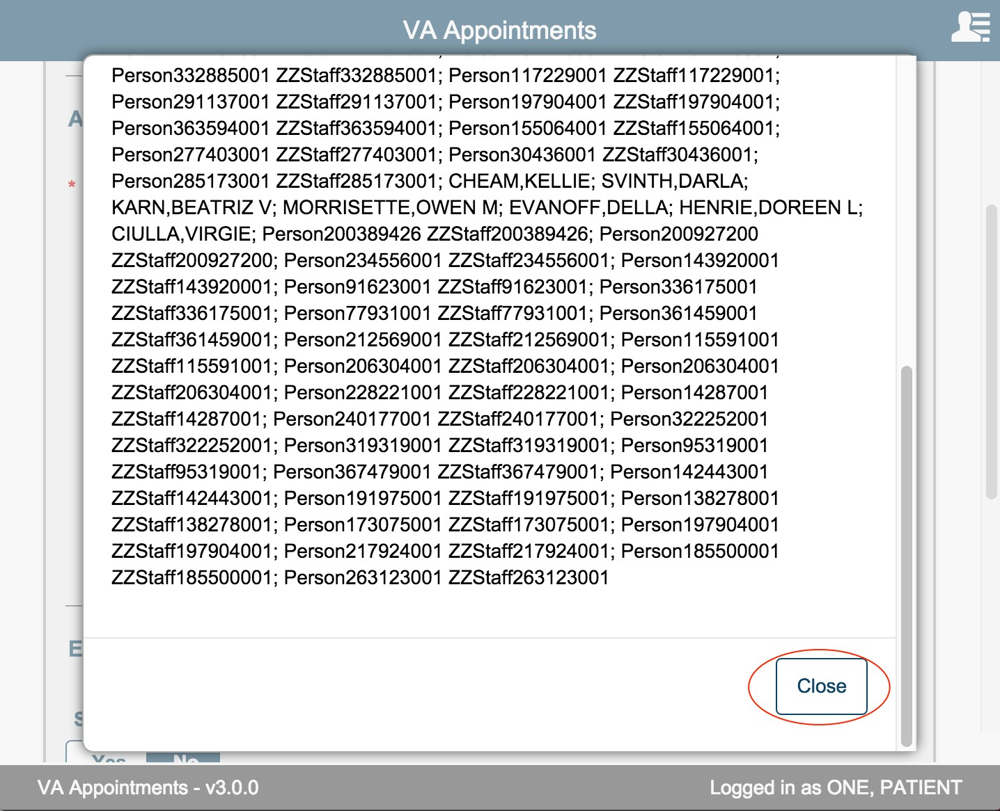 VA Appointments
Person332885001 ZZStaff332885001; Person117229001 ZZStaff117229001;
Person291137001 ZZStaff291137001; Person197904001 ZZStaff197904001;
Person363594001 ZZStaff363594001; Person155064001 ZZStaff155064001;
Person277403001 ZZStaff277403001; Person30436001 ZZStaff30436001;
Person285173001 ZZStaff285173001; CHEAM,KELLIE; SVINTH,DARLA;
KARN,BEATRIZ V; MORRISETTE,OWEN M; EVANOFF,DELLA; HENRIE,DOREEN L;
CIULLA,VIRGIE; Person200389426 ZZStaff200389426; Person200927200
ZZStaff200927200; Person234556001 ZZStaff234556001; Person143920001
ZZStaff143920001; Person91623001 ZZStaff91623001; Person336175001
ZZStaff336175001; Person77931001 ZZStaff77931001; Person361459001
ZZStaff361459001; Person212569001 ZZStaff212569001; Person115591001
ZZStaff115591001; Person206304001 ZZStaff206304001; Person206304001
ZZStaff206304001; Person228221001 ZZStaff228221001; Person14287001
ZZStaff14287001; Person240177001 ZZStaff240177001; Person322252001
ZZStaff322252001; Person319319001 ZZStaff319319001; Person95319001
ZZStaff95319001; Person367479001 ZZStaff367479001; Person142443001
ZZStaff142443001; Person191975001 ZZStaff191975001; Person138278001
ZZStaff138278001; Person173075001 ZZStaff173075001; Person197904001
ZZStaff197904001; Person217924001 ZZStaff217924001; Person185500001
ZZStaff185500001; Person263123001 ZZStaff263123001
A
*
E
S
Close
Yes No
VA Appointments - v3.0.0
Logged in as ONE, PATIENT